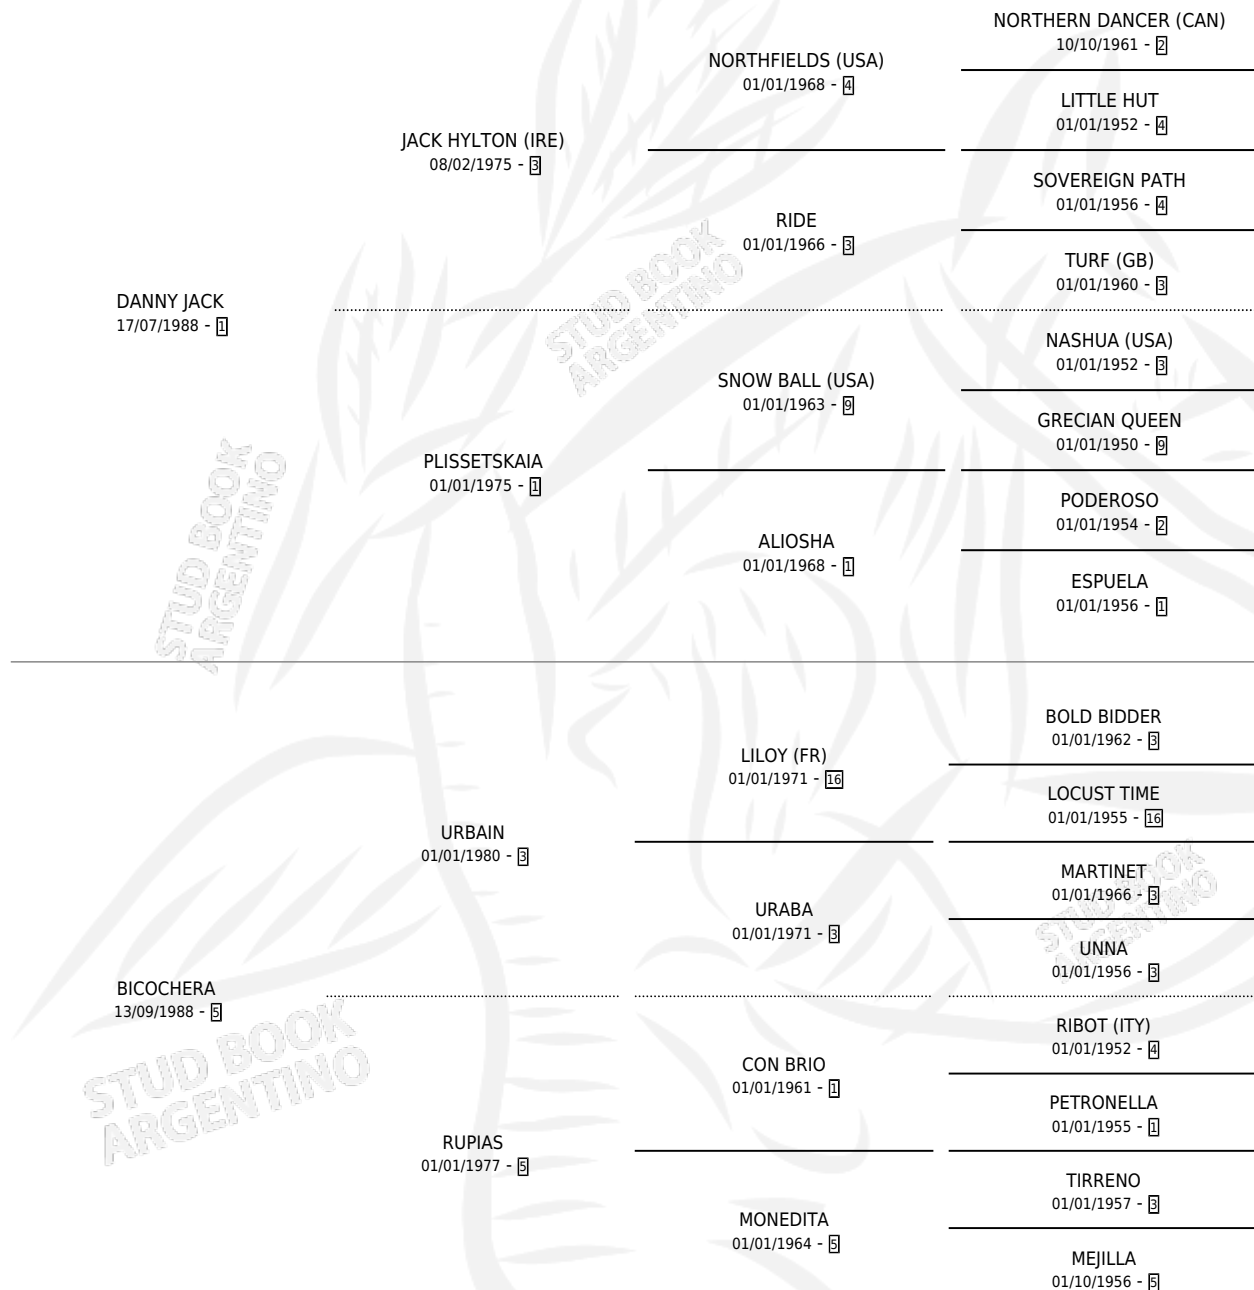 NORTHERN DANCER (CAN)
10/10/1961 - 2
NORTHFIELDS (USA)
01/01/1968 - 4
LITTLE HUT
01/01/1952 - 4
JACK HYLTON (IRE)
08/02/1975 - 3
SOVEREIGN PATH
01/01/1956 - 4
RIDE
01/01/1966 - 3
TURF (GB)
01/01/1960 - 3
DANNY JACK
17/07/1988 - 1
NASHUA (USA)
01/01/1952 - 3
SNOW BALL (USA)
01/01/1963 - 9
GRECIAN QUEEN
01/01/1950 - 9
PLISSETSKAIA
01/01/1975 - 1
PODEROSO
01/01/1954 - 2
ALIOSHA
01/01/1968 - 1
ESPUELA
01/01/1956 - 1
STUD BOOK
ARGENTINO
STUD BOOK
ARGENTINO
BOLD BIDDER
01/01/1962 - 3
LILOY (FR)
01/01/1971 - 16
LOCUST TIME
01/01/1955 - 16
URBAIN
01/01/1980 - 3
MARTINET
01/01/1966 - 3
URABA
01/01/1971 - 3
UNNA
01/01/1956 - 3
STUD BOOK
ARGENTINO
BICOCHERA
13/09/1988 - 5
RIBOT (ITY)
01/01/1952 - 4
CON BRIO
01/01/1961 - 1
PETRONELLA
01/01/1955 - 1
STUD BOOK
ARGENTINO
RUPIAS
01/01/1977 - 5
TIRRENO
01/01/1957 - 3
MONEDITA
01/01/1964 - 5
MEJILLA
01/10/1956 - 5